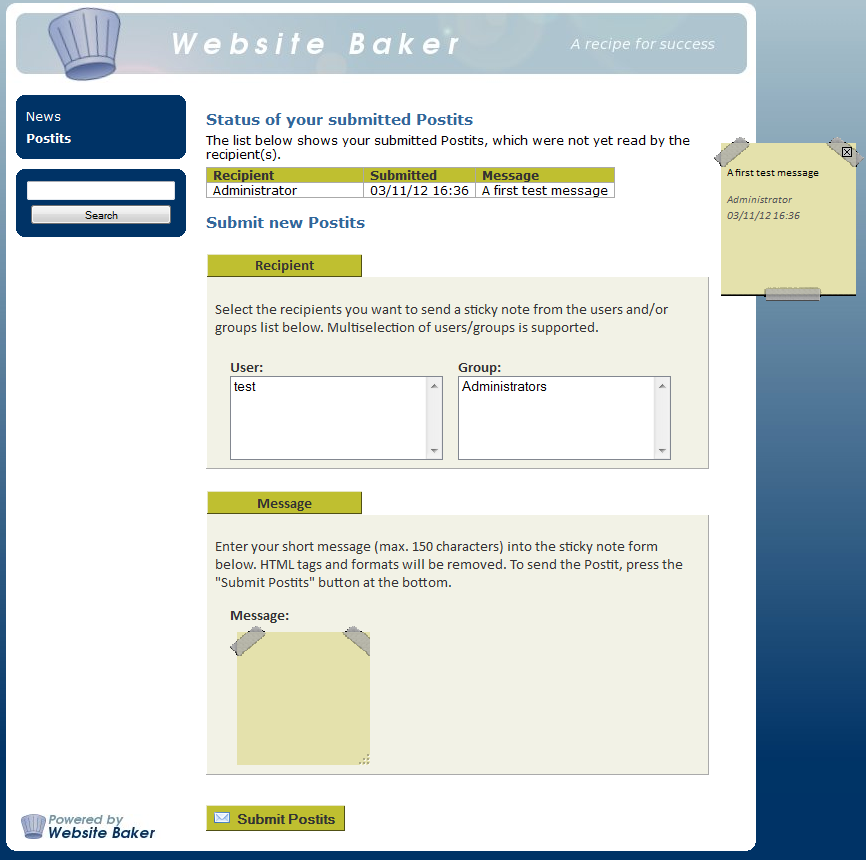 Website Baker
A recipe for success
News
Postits
Search
Status of your submitted Postits
The list below shows your submitted Postits, which were not yet read by the
recipient(s).
Recipient Submitted Message
Administrator 03/11/12 16:36 A first test message
A first test message
Administrator
03/11/12 16:36
Submit new Postits
Recipient
Select the recipients you want to send a sticky note from the users and/or
groups list below. Multiselection of users/groups is supported.
User: Group:
test Administrators
Message
Enter your short message (max. 150 characters) into the sticky note form
below. HTML tags and formats will be removed. To send the Postit, press the
"Submit Postits" button at the bottom.
Message:
Submit Postits
Powered by
Website Baker